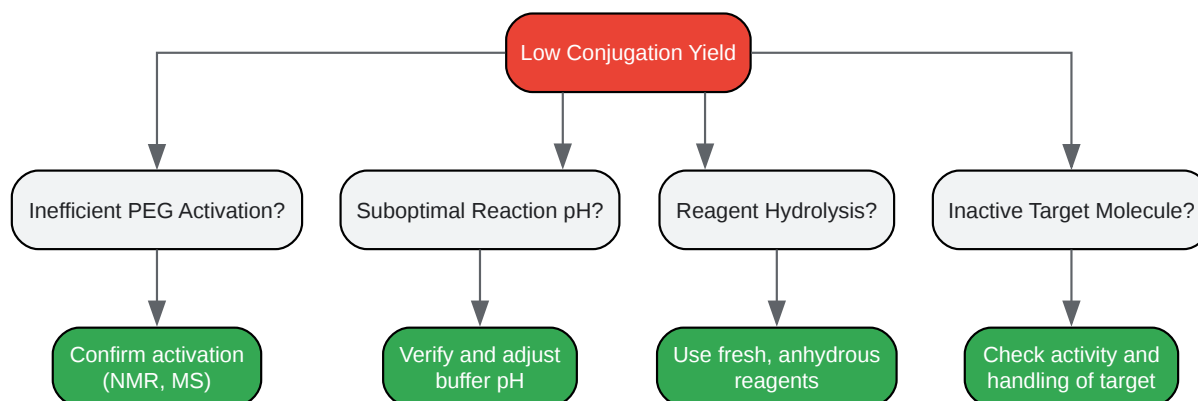 Low Conjugation Yield
Inefficient PEG Activation?
Suboptimal Reaction pH?
Reagent Hydrolysis?
Inactive Target Molecule?
Confirm activation
(NMR, MS)
Verify and adjust
buffer pH
Use fresh, anhydrous
reagents
Check activity and
handling of target